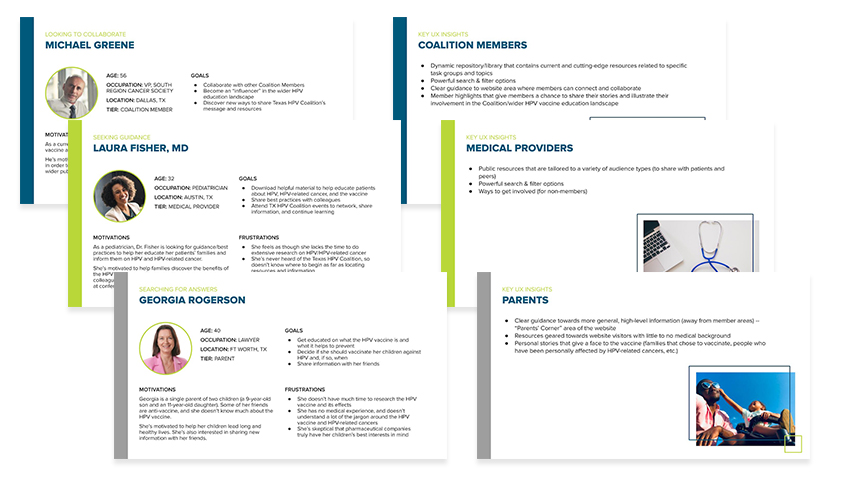 LOOKING TO COLLABORATE
MICHAEL GREENE
AGE: 56
OCCUPATION: VP, SOUTH
REGION CANCER SOCIETY
LOCATION: DALLAS, TX
TIER: COALITION MEMBER
GOALS
● Collaborate with other Coalition Members
● Become an "influencer" in the wider HPV
education landscape
● Discover new ways to share Texas HPV Coalition's
message and resources
KEY UX INSIGHTS
COALITION MEMBERS
● Dynamic repository/library that contains current and cutting-edge resources related to specific
task groups and topics
● Powerful search & filter options
● Clear guidance to website area where members can connect and collaborate
● Member highlights that give members a chance to share their stories and illustrate their
involvement in the Coalition/wider HPV vaccine education landscape
SEEKING GUIDANCE
LAURA FISHER, MD
AGE: 32
OCCUPATION: PEDIATRICIAN
LOCATION: AUSTIN, TX
TIER: MEDICAL PROVIDER
GOALS
● Download helpful material to help educate patients
about HPV, HPV-related cancer, and the vaccine
● Share best practices with colleagues
● Attend TX HPV Coalition events to network, share
information, and continue learning
MOTIVATIONS
As a pediatrician, Dr. Fisher is looking for guidance/best
practices to help her educate her patients' families and
inform them on HPV and HPV-related cancer.
She's motivated to help families discover the benefits of
the HPV
at
FRUSTRATIONS
● She feels as though she lacks the time to do
extensive research on HPV/HPV-related cancer
● She's never heard of the Texas HPV Coalition, so
doesn't know where to begin as far as locating
resources and information
KEY UX INSIGHTS
MEDICAL PROVIDERS
● Public resources that are tailored to a variety of audience types (to share with patients and
peers)
● Powerful search & filter options
● Ways to get involved (for non-members)
SEARCHING FOR ANSWERS
GEORGIA ROGERSON
AGE: 40
OCCUPATION: LAWYER
LOCATION: FT WORTH, TX
TIER: PARENT
GOALS
● Get educated on what the HPV vaccine is and
what it helps to prevent
● Decide if she should vaccinate her children against
HPV and, if so, when
● Share information with her friends
MOTIVATIONS
Georgia is a single parent of two children (a 9-year-old
son and an 11-year-old daughter). Some of her friends
are anti-vaccine, and she doesn't know much about the
HPV vaccine.
She's motivated to help her children lead long and
healthy lives. She's also interested in sharing new
information with her friends.
FRUSTRATIONS
● She doesn't have much time to research the HPV
vaccine and its effects
● She has no medical experience, and doesn't
understand a lot of the jargon around the HPV
vaccine and HPV-related cancers
● She's skeptical that pharmaceutical companies
truly have her children's best interests in mind
KEY UX INSIGHTS
PARENTS
● Clear guidance towards more general, high-level information (away from member areas) --
"Parents' Corner" area of the website
● Resources geared towards website visitors with little to no medical background
● Personal stories that give a face to the vaccine (families that chose to vaccinate, people who
have been personally affected by HPV-related cancers, etc.)